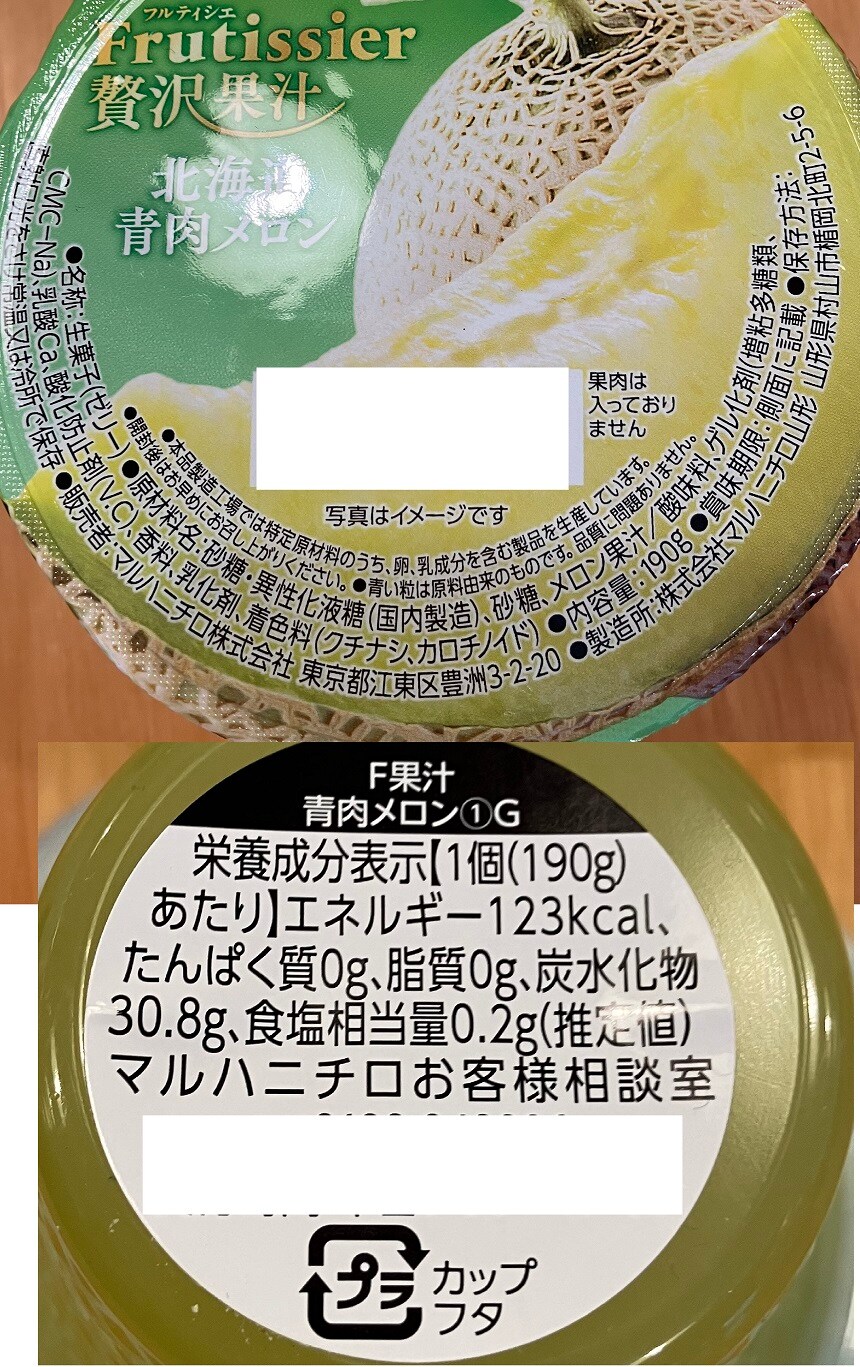 フルティシエ
Frutissier
贅沢果汁
北海道
青肉メロン
果肉は
入っており
ません
写真はイメージです
●本品製造工場では特定原材料のうち、卵、乳成分を含む製品を生産しています。
●開封後はお早めにお召し上がりください。●青い粒は原料由来のものです。品質に問題ありません。
●名称:生菓子(ゼリー)●原材料名:砂糖・異性化液糖(国内製造)、砂糖、メロン果汁/酸味料、ゲル化剤(増粘多糖類、
CMC-Na)、乳酸Ca、酸化防止剤(V.C)、香料、乳化剤、着色料(クチナシ、カロチノイド)●内容量:190g●賞味期限:側面に記載●保存方法:
直射日光をさけ常温又は冷所で保存●販売者:マルハニチロ株式会社 東京都江東区豊洲3-2-20●製造所:株式会社マルハニチロ山形 山形県村山市楯岡北町2-5-6
F果汁
青肉メロン①G
栄養成分表示【1個(190g)
あたり】エネルギー123kcal、
たんぱく質0g、脂質0g、炭水化物
30.8g、食塩相当量0.2g(推定値)
マルハニチロお客様相談室
プラ
カップ
フタ